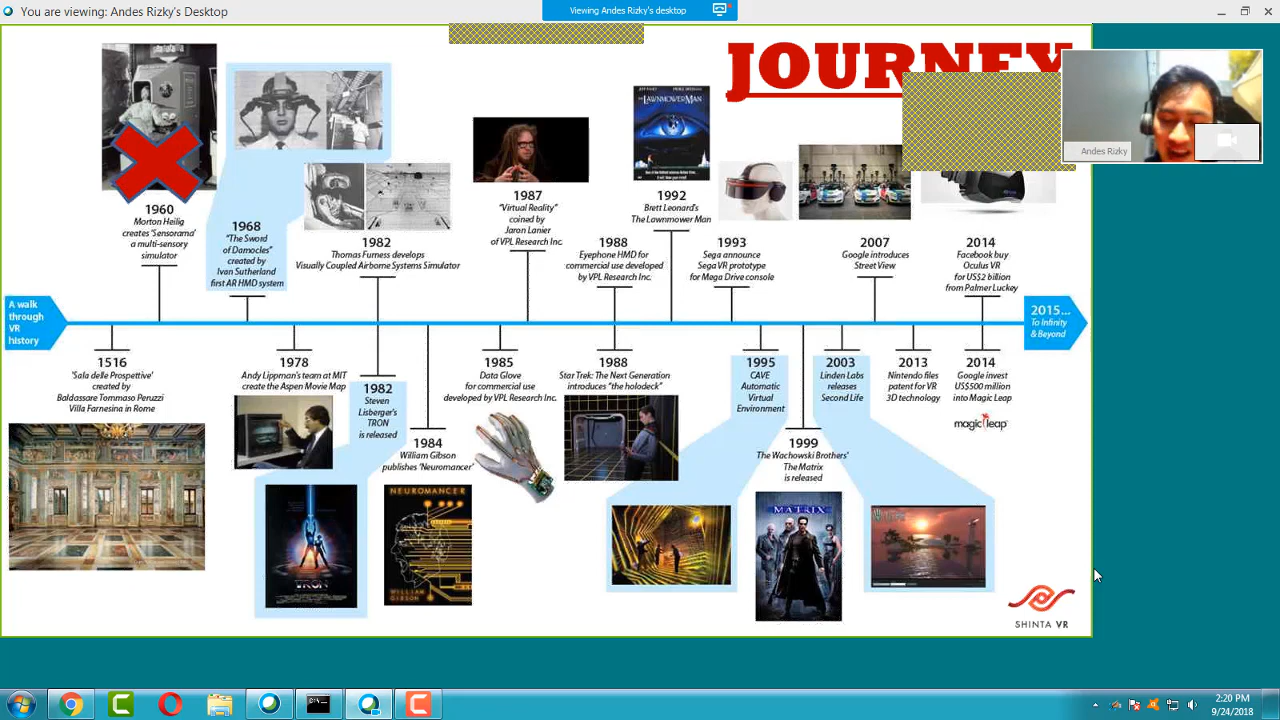 You are viewing: Andes Rizky's Desktop
Viewing Andes Rizky's desktop
JOURNEY
Andes Rizky
THE LAWNMOWER MAN
1960
Morton Heilig
creates 'Sensorama'
a multi-sensory
simulator
1968
"The Sword
of Damocles"
created by
Ivan Sutherland
first AR HMD system
1982
Thomas Furness develops
Visually Coupled Airborne Systems Simulator
1987
"Virtual Reality"
coined by
Jaron Lanier
of VPL Research Inc.
1988
Eyephone HMD for
commercial use developed
by VPL Research Inc.
1992
Brett Leonard's
The Lawnmower Man
1993
Sega announce
Sega VR prototype
for Mega Drive console
2007
Google introduces
Street View
2014
Facebook buy
Oculus VR
for US$2 billion
from Palmer Luckey
A walk
through
VR
history
2015...
To Infinity
& Beyond
1516
'Sala delle Prospettive'
created by
Baldassare Tommaso Peruzzi
Villa Farnesina in Rome
1978
Andy Lippman's team at MIT
create the Aspen Movie Map
1982
Steven
Lisberger's
TRON
is released
1984
William Gibson
publishes 'Neuromancer'
1985
Data Glove
for commercial use
developed by VPL Research Inc.
1988
Star Trek: The Next Generation
introduces "the holodeck"
1995
CAVE
Automatic
Virtual
Environment
1999
The Wachowski Brothers'
The Matrix
is released
2003
Linden Labs
releases
Second Life
2013
Nintendo files
patent for VR
3D technology
2014
Google invest
US$500 million
into Magic Leap
magic leap
TRON
NEUROMANCER
WILLIAM
GIBSON
MATRIX
SHINTA VR
2:20 PM
9/24/2018